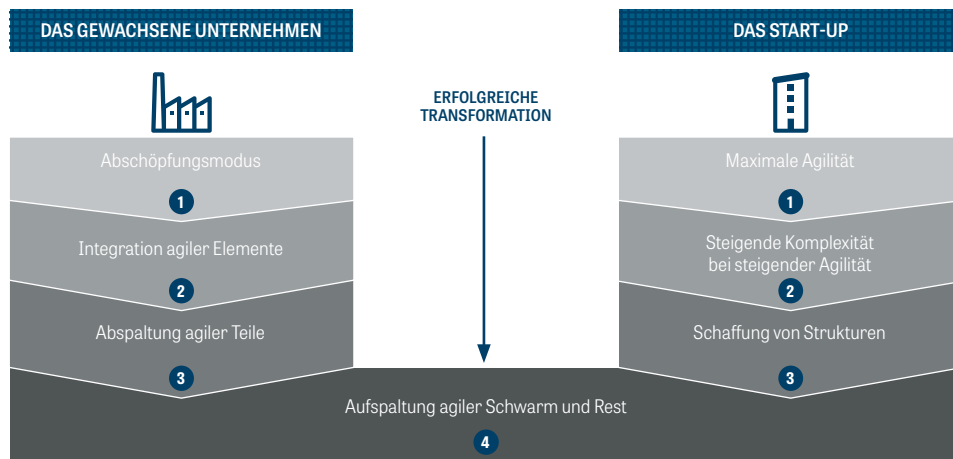 DAS GEWACHSENE UNTERNEHMEN
DAS START-UP
ERFOLGREICHE
TRANSFORMATION
Abschöpfungsmodus
1
Integration agiler Elemente
2
Abspaltung agiler Teile
3
Maximale Agilität
1
Steigende Komplexität
bei steigender Agilität
2
Schaffung von Strukturen
3
Aufspaltung agiler Schwarm und Rest
4